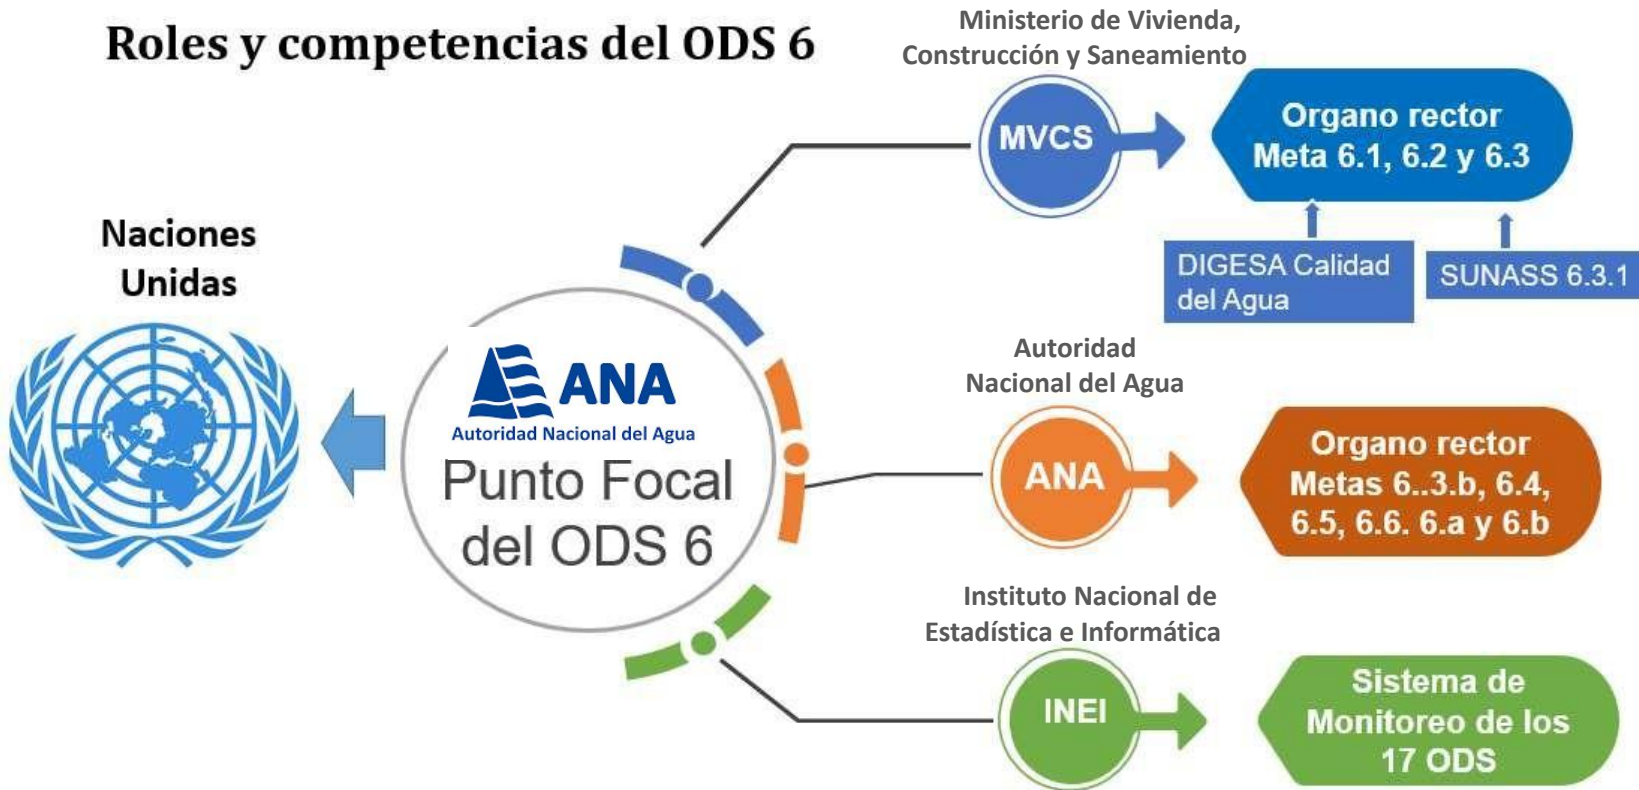 Roles y competencias del ODS 6
Naciones
Unidas
ANA
Autoridad Nacional del Agua
Punto Focal
del ODS 6
Ministerio de Vivienda,
Construcción y Saneamiento
MVCS
Organo rector
Meta 6.1, 6.2 y 6.3
DIGESA Calidad
del Agua
SUNASS 6.3.1
Autoridad
Nacional del Agua
ANA
Organo rector
Metas 6..3.b, 6.4,
6.5, 6.6. 6.a y 6.b
Instituto Nacional de
Estadística e Informática
INEI
Sistema de
Monitoreo de los
17 ODS